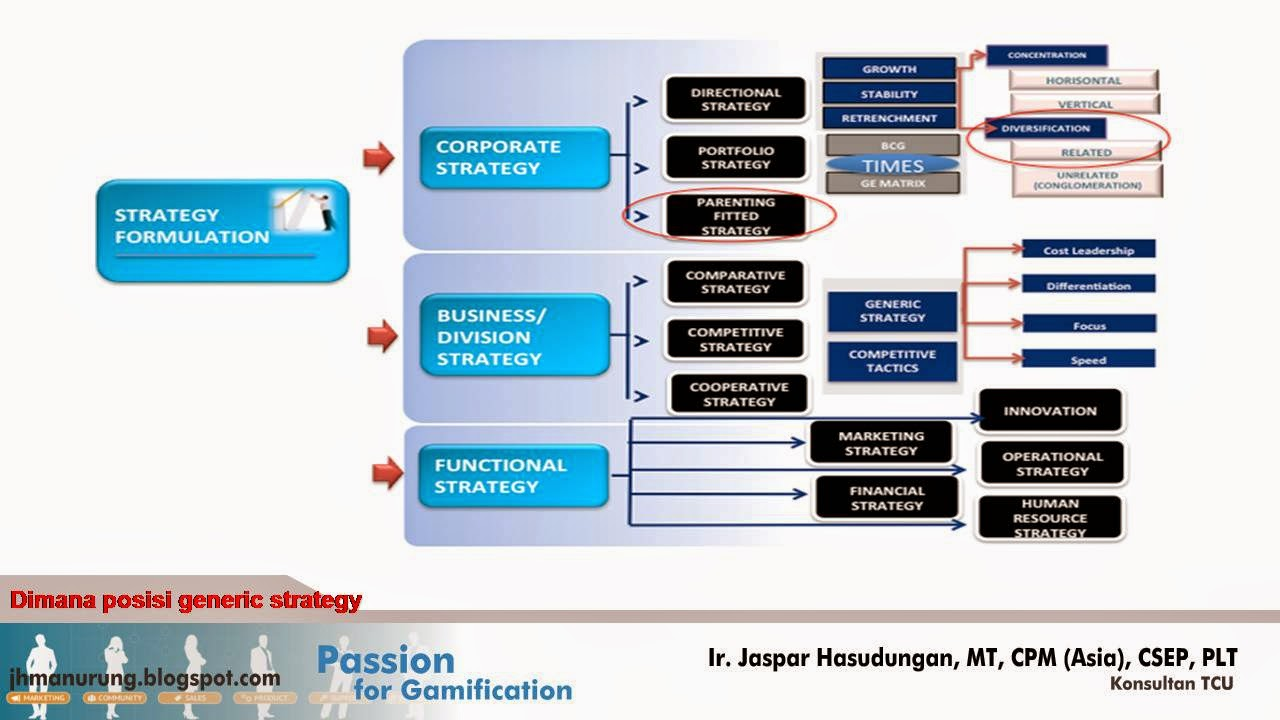 STRATEGY
FORMULATION
CORPORATE
STRATEGY
DIRECTIONAL
STRATEGY
PORTFOLIO
STRATEGY
PARENTING
FITTED
STRATEGY
GROWTH
STABILITY
RETRENCHMENT
BCG
TIMES
GE MATRIX
CONCENTRATION
HORISONTAL
VERTICAL
DIVERSIFICATION
RELATED
UNRELATED
(CONGLOMERATION)
BUSINESS/
DIVISION
STRATEGY
COMPARATIVE
STRATEGY
COMPETITIVE
STRATEGY
COOPERATIVE
STRATEGY
GENERIC
STRATEGY
COMPETITIVE
TACTICS
Cost Leadership
Differentiation
Focus
Speed
FUNCTIONAL
STRATEGY
INNOVATION
MARKETING
STRATEGY
OPERATIONAL
STRATEGY
FINANCIAL
STRATEGY
HUMAN
RESOURCE
STRATEGY
Dimana posisi generic strategy
jhmanurung.blogspot.com
MARKETING
COMMUNITY
SALES
PRODUCT
Passion
for Gamification
Ir. Jaspar Hasudungan, MT, CPM (Asia), CSEP, PLT
Konsultan TCU